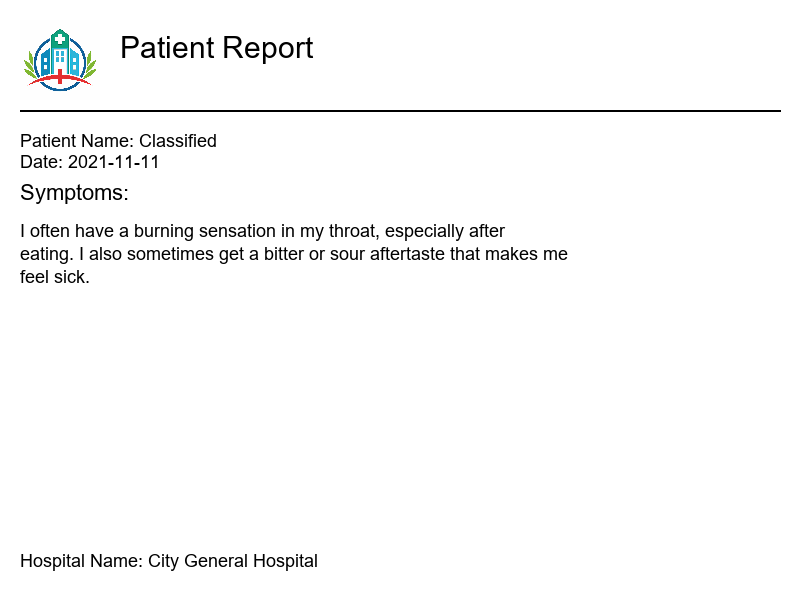 Patient Report
Patient Name: Classified
Date: 2021-11-11
Symptoms:
I often have a burning sensation in my throat, especially after
eating. I also sometimes get a bitter or sour aftertaste that makes me
feel sick.
Hospital Name: City General Hospital